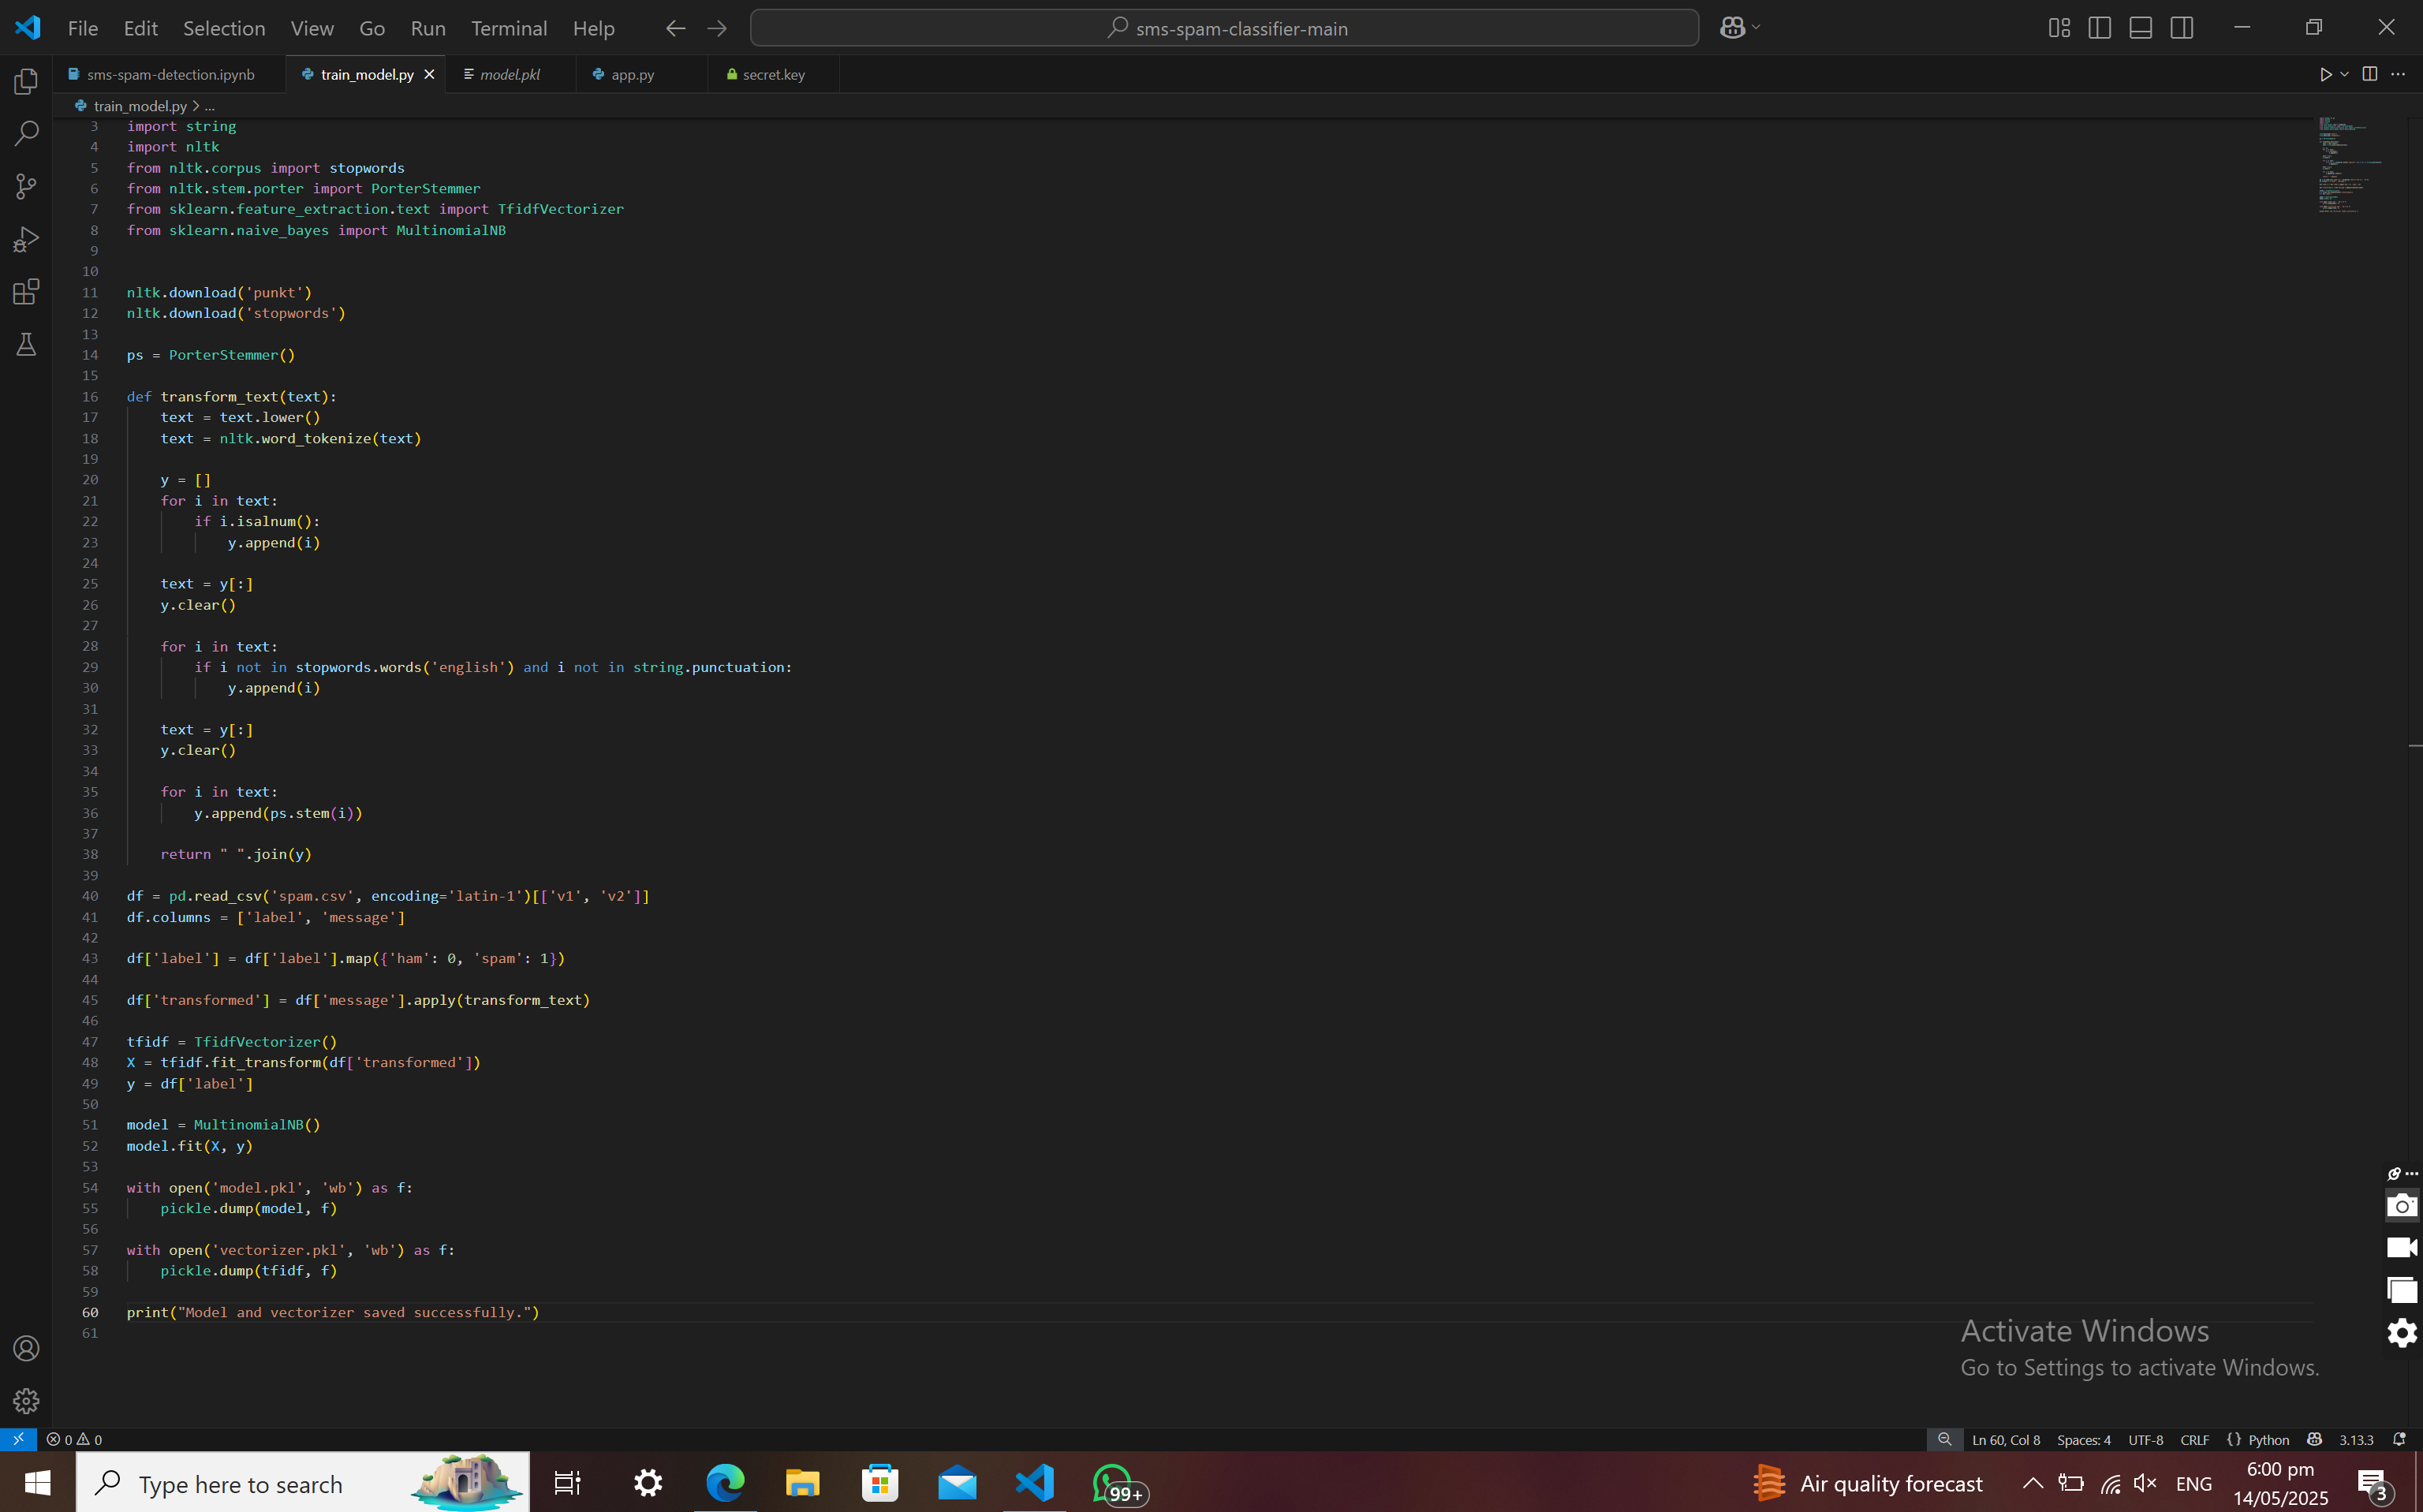 File Edit Selection View Go Run Terminal Help
sms-spam-classifier-main
sms-spam-detection.ipynb
train_model.py
model.pkl
app.py
secret.key
train_model.py > ...
3 import string
4 import nltk
5 from nltk.corpus import stopwords
6 from nltk.stem.porter import PorterStemmer
7 from sklearn.feature_extraction.text import TfidfVectorizer
8 from sklearn.naive_bayes import MultinomialNB
9
10
11 nltk.download('punkt')
12 nltk.download('stopwords')
13
14 ps = PorterStemmer()
15
16 def transform_text(text):
17     text = text.lower()
18     text = nltk.word_tokenize(text)
19
20     y = []
21     for i in text:
22         if i.isalnum():
23             y.append(i)
24
25     text = y[:]
26     y.clear()
27
28     for i in text:
29         if i not in stopwords.words('english') and i not in string.punctuation:
30             y.append(i)
31
32     text = y[:]
33     y.clear()
34
35     for i in text:
36         y.append(ps.stem(i))
37
38     return " ".join(y)
39
40 df = pd.read_csv('spam.csv', encoding='latin-1')[['v1', 'v2']]
41 df.columns = ['label', 'message']
42
43 df['label'] = df['label'].map({'ham': 0, 'spam': 1})
44
45 df['transformed'] = df['message'].apply(transform_text)
46
47 tfidf = TfidfVectorizer()
48 X = tfidf.fit_transform(df['transformed'])
49 y = df['label']
50
51 model = MultinomialNB()
52 model.fit(X, y)
53
54 with open('model.pkl', 'wb') as f:
55     pickle.dump(model, f)
56
57 with open('vectorizer.pkl', 'wb') as f:
58     pickle.dump(tfidf, f)
59
60 print("Model and vectorizer saved successfully.")
61
Activate Windows
Go to Settings to activate Windows.
0 0
Ln 60, Col 8 Spaces: 4 UTF-8 CRLF {} Python 3.13.3
Type here to search
99+
Air quality forecast
ENG
6:00 pm
14/05/2025
3